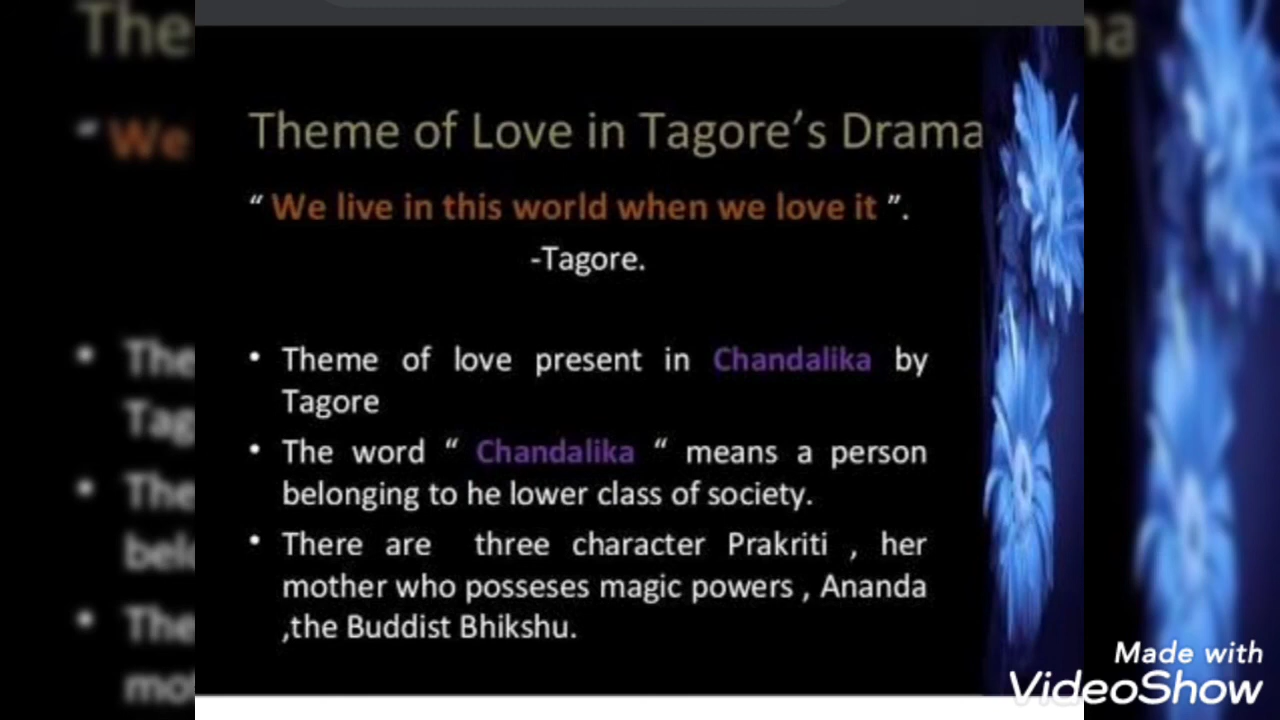 Theme of Love in Tagore's Drama
“ We live in this world when we love it ”.
-Tagore.
• Theme of love present in Chandalika by
Tagore
• The word “ Chandalika “ means a person
belonging to he lower class of society.
• There are three character Prakriti , her
mother who posseses magic powers , Ananda
,the Buddist Bhikshu.
Made with
VideoShow